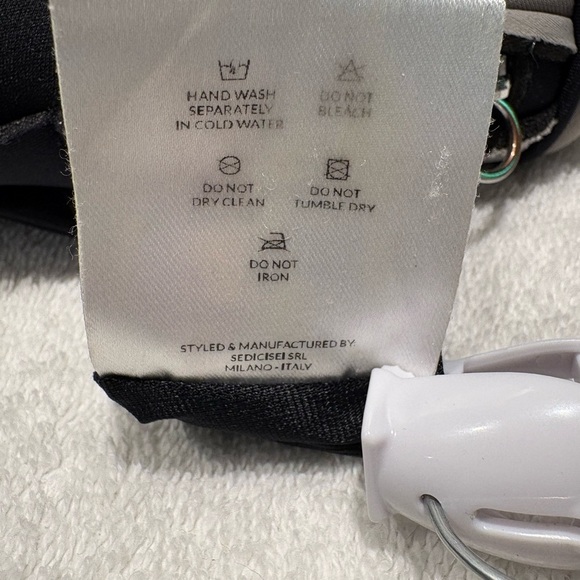 HAND WASH
SEPARATELY
IN COLD WATER
DO NOT
BLEACH
DO NOT
DRY CLEAN
DO NOT
TUMBLE DRY
DO NOT
IRON
STYLED & MANUFACTURED BY
SEDICISEI SRL
MILANO - ITALY